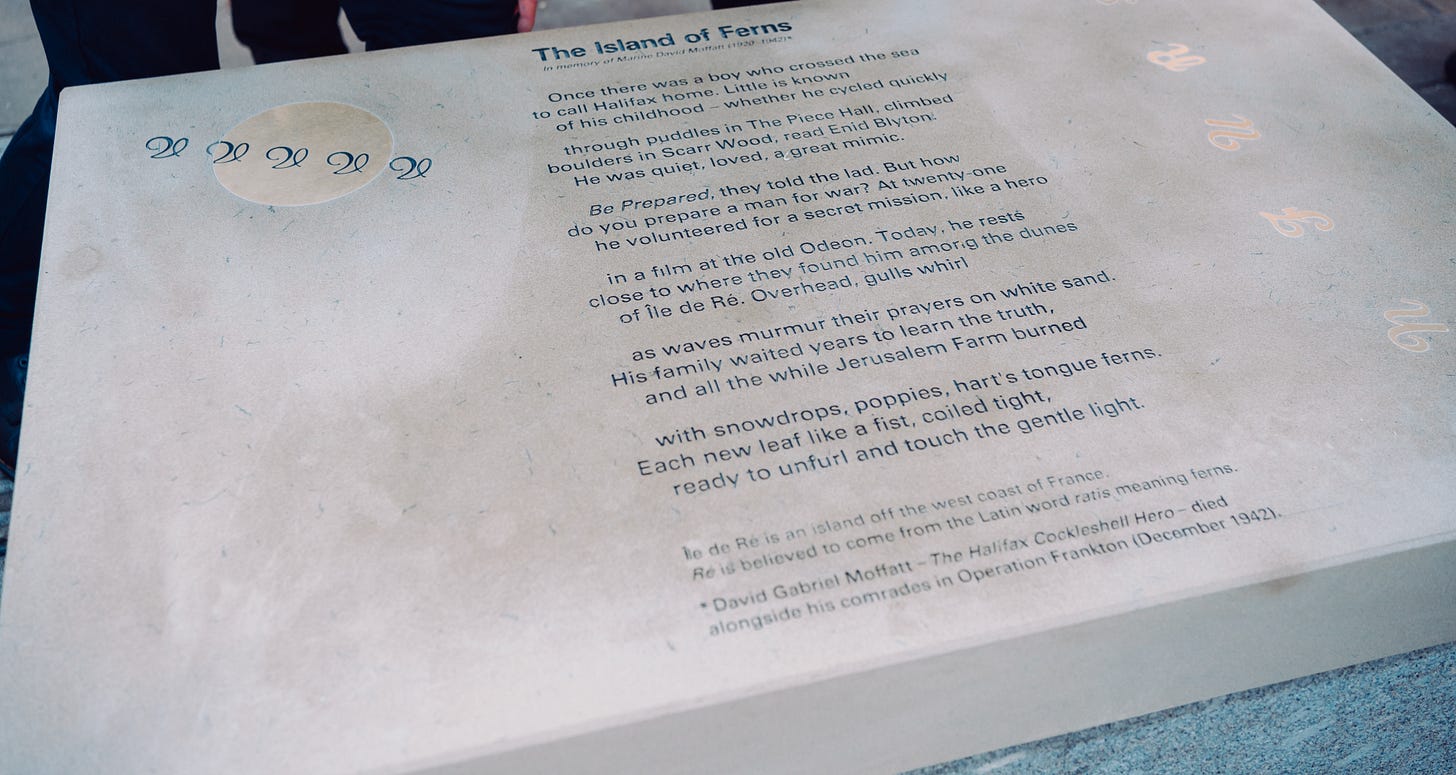 The Island of Ferns
In memory of Marine David Moffatt (1920–1942)*
Once there was a boy who crossed the sea
to call Halifax home. Little is known
of his childhood – whether he cycled quickly
through puddles in The Piece Hall, climbed
boulders in Scarr Wood, read Enid Blyton.
He was quiet, loved, a great mimic.
Be Prepared, they told the lad. But how
do you prepare a man for war? At twenty-one
he volunteered for a secret mission, like a hero
in a film at the old Odeon. Today, he rests
close to where they found him among the dunes
of Île de Ré. Overhead, gulls whirl
as waves murmur their prayers on white sand.
His family waited years to learn the truth,
and all the while Jerusalem Farm burned
with snowdrops, poppies, hart's tongue ferns.
Each new leaf like a fist, coiled tight,
ready to unfurl and touch the gentle light.
Île de Ré is an island off the west coast of France.
Ré is believed to come from the Latin word ratis meaning ferns.
* David Gabriel Moffatt – The Halifax Cockleshell Hero – died
alongside his comrades in Operation Frankton (December 1942).